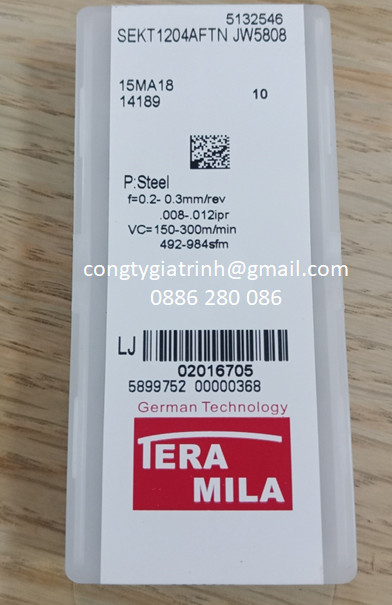 5132546
SEKT1204AFTN JW5808
15MA18
14189 10
P:Steel
f=0.2- 0.3mm/rev
.008-.012ipr
VC=150-300m/min
492-984sfm
congtygiatrinh@gmail.com
0886 280 086
LJ
02016705
5899752 00000368
German Technology
TERA
MILA